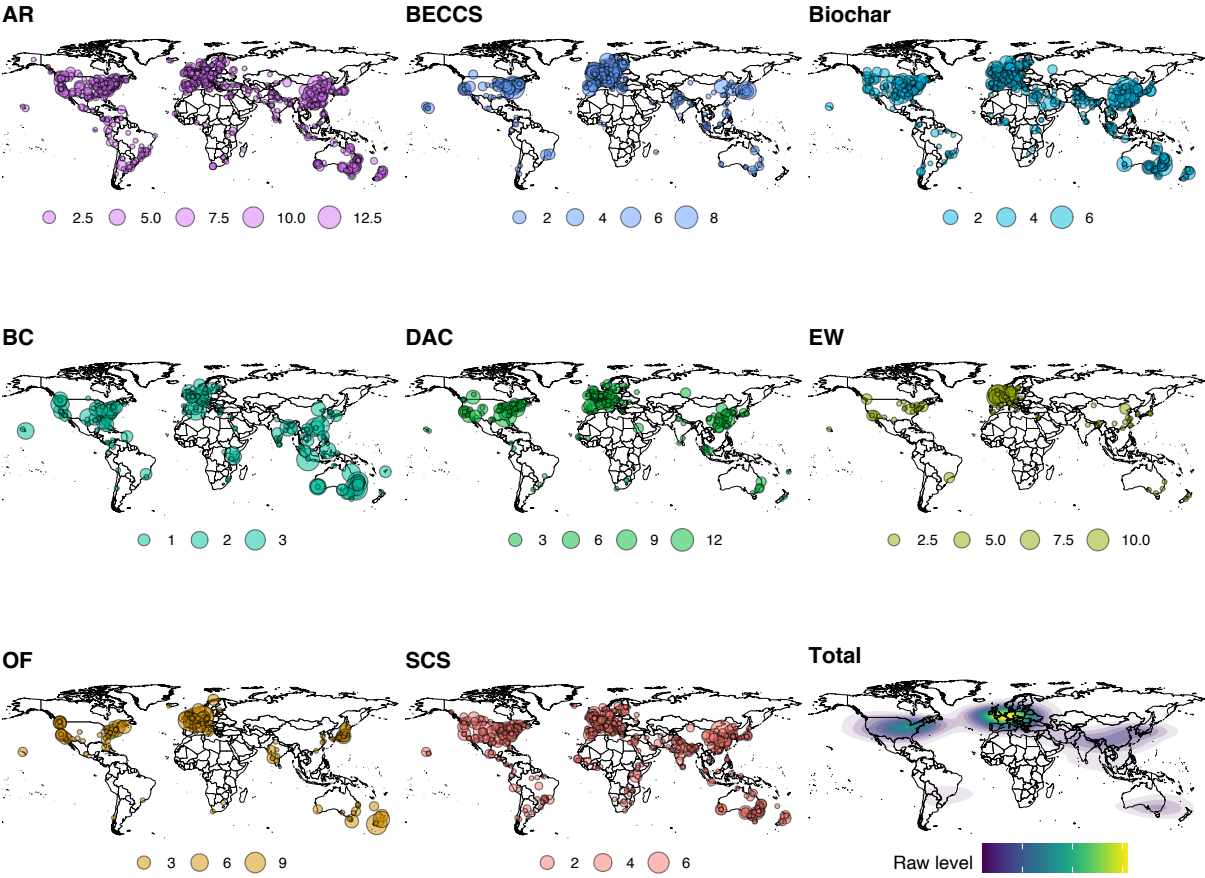 AR BECCS Biochar
2.5 5.0 7.5 10.0 12.5 2 4 6 8 2 4 6
BC DAC EW
1 2 3 3 6 9 12 2.5 5.0 7.5 10.0
OF SCS Total
3 6 9 2 4 6 Raw level